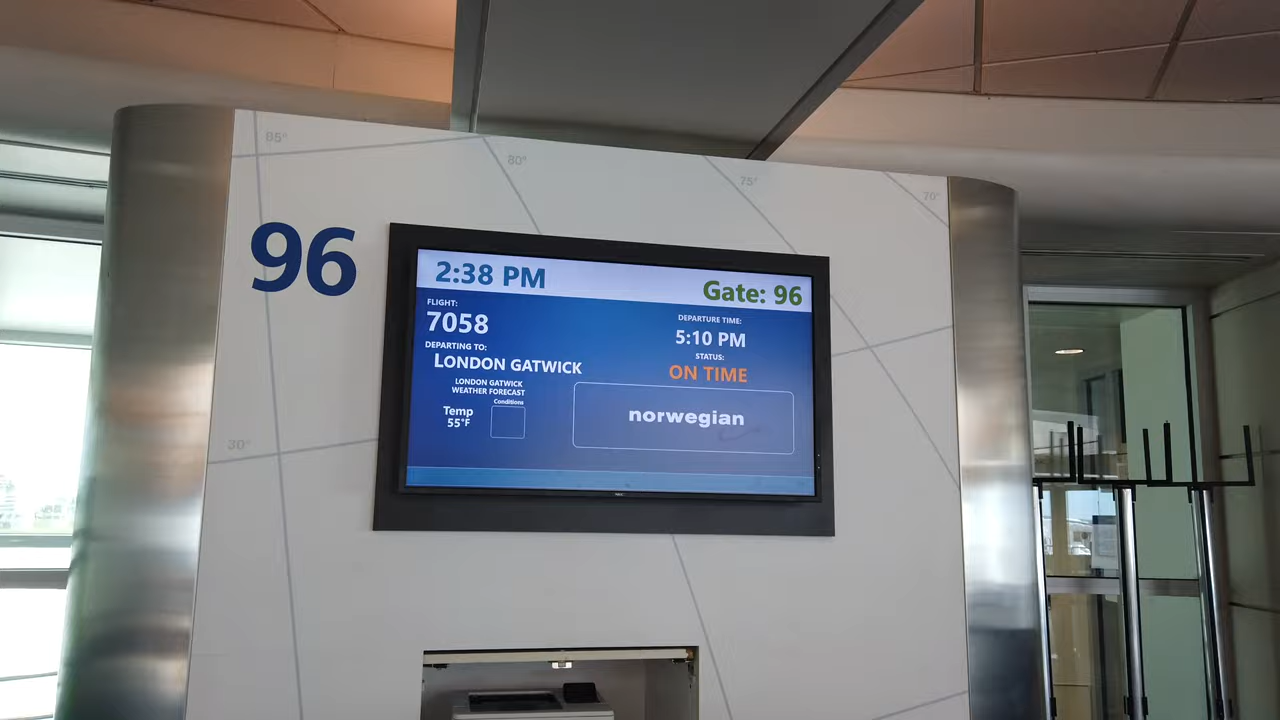 85°
80°
75°
70°
96
2:38 PM
Gate: 96
FLIGHT:
7058
DEPARTURE TIME:
5:10 PM
DEPARTING TO:
LONDON GATWICK
STATUS:
ON TIME
LONDON GATWICK
WEATHER FORECAST
Conditions
Temp
55°F
norwegian
30°
NEC